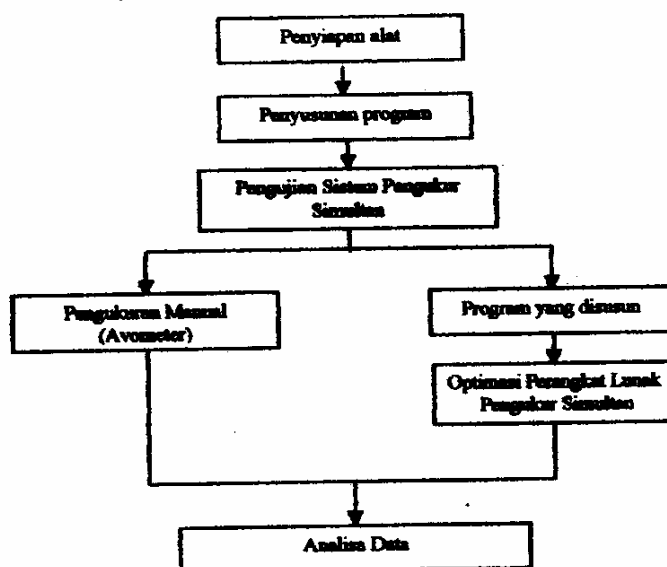 Penyiapan alat
Penyusunan program
Pengujian Sistem Pengukur
Simultan
Pengukuran Manual
(Avometer)
Program yang disusun
Optimasi Perangkat Lunak
Pengukur Simultan
Analisa Data